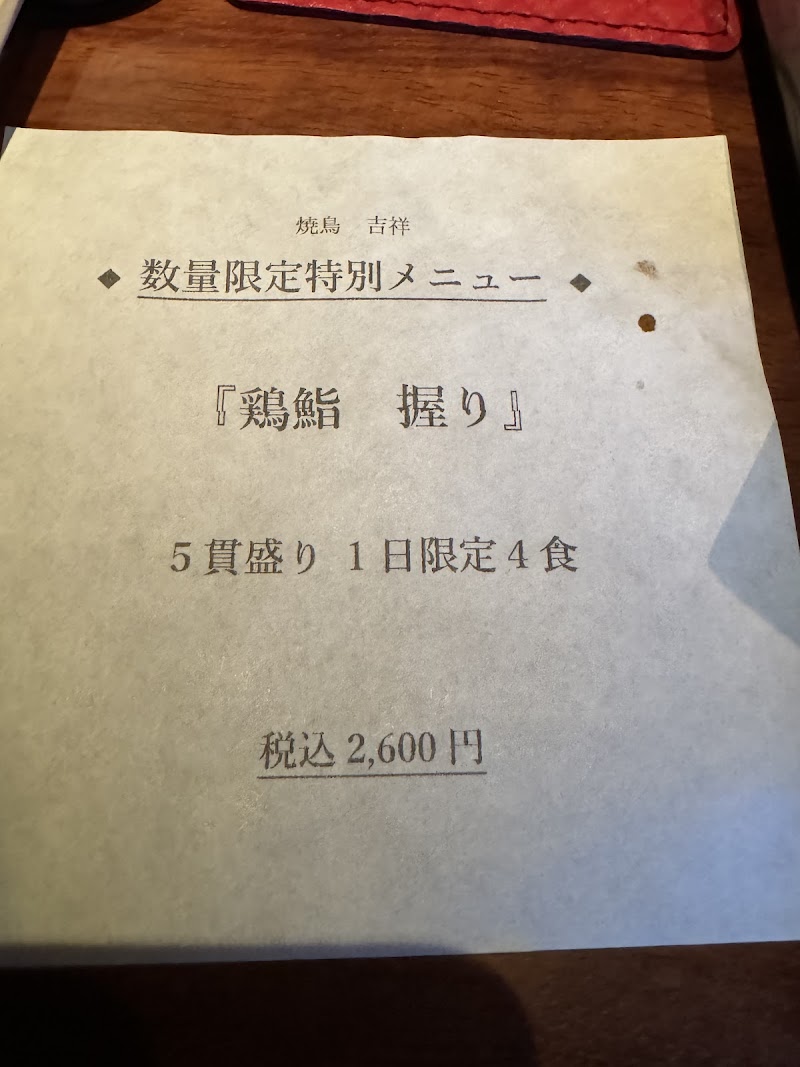 焼鳥　吉祥
◆ 数量限定特別メニュー ◆
『鶏鮨　握り』
５貫盛り １日限定４食
税込 2,600 円